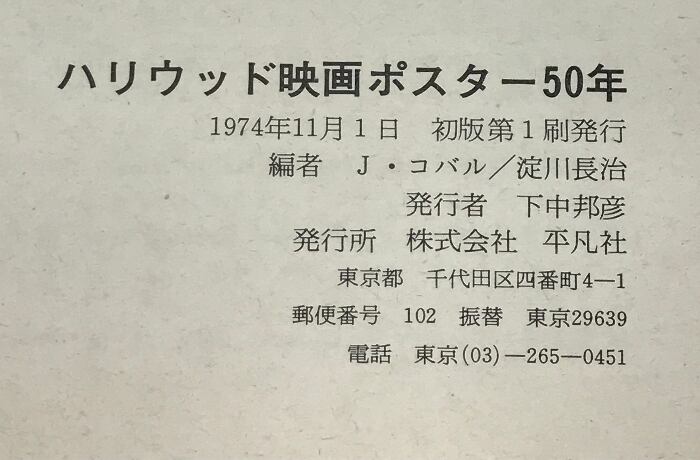 ハリウッド映画ポスター50年
1974年11月1日　初版第1刷発行
編者　J・コバル／淀川長治
発行者　下中邦彦
発行所　株式会社　平凡社
東京都　千代田区四番町4—1
郵便番号　102　振替　東京29639
電話　東京(03)—265—0451